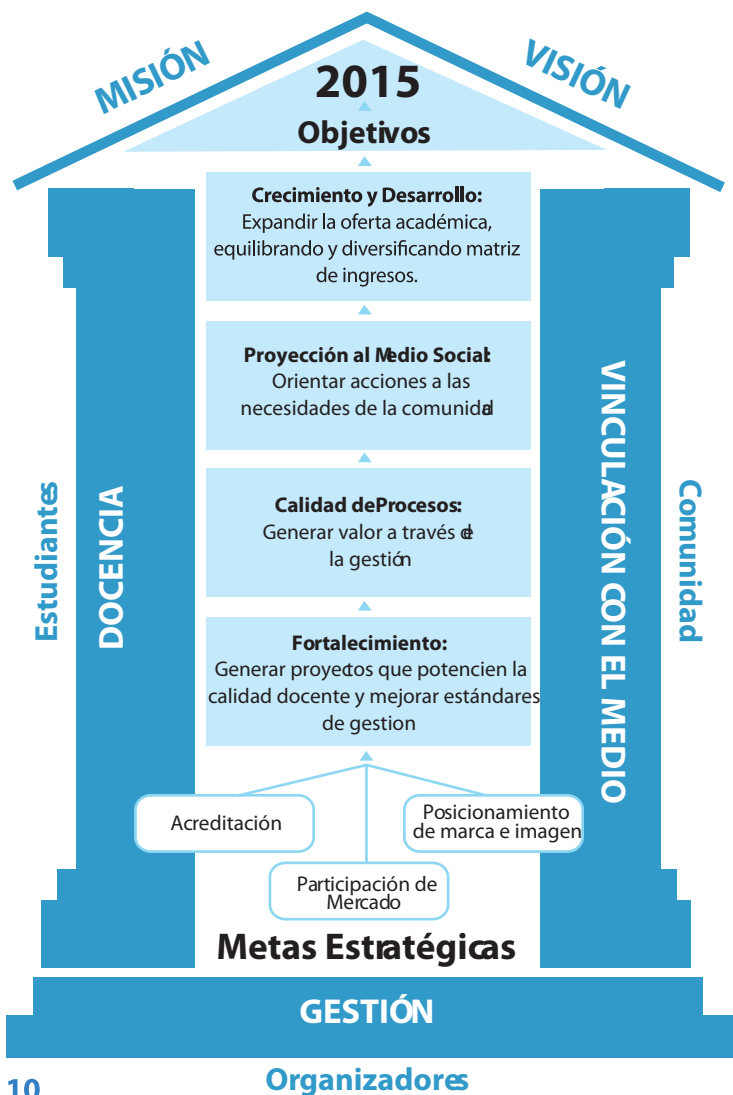 MISIÓN
VISIÓN
2015
Objetivos
Crecimiento y Desarrollo:
Expandir la oferta académica,
equilibrando y diversificando matriz
de ingresos.
Proyección al Medio Social:
Orientar acciones a las
necesidades de la comunidad
Calidad de Procesos:
Generar valor a través de
la gestión
Fortalecimiento:
Generar proyectos que potencien la
calidad docente y mejorar estándares
de gestion
Estudiantes
DOCENCIA
VINCULACIÓN CON EL MEDIO
Comunidad
Acreditación
Posicionamiento
de marca e imagen
Participación de
Mercado
Metas Estratégicas
GESTIÓN
Organizadores
10